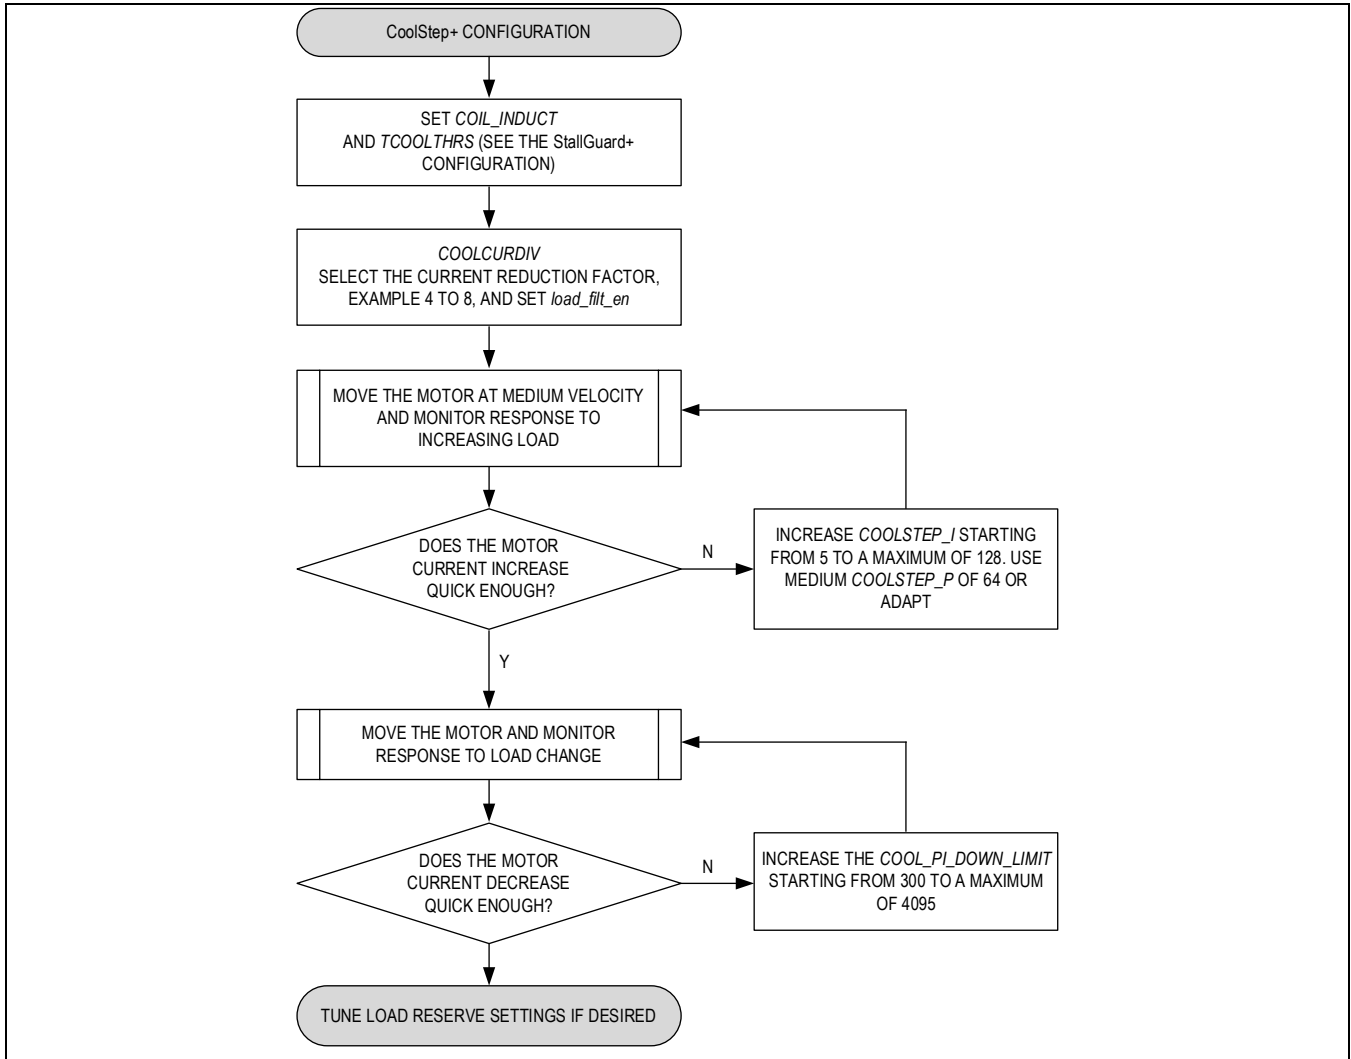 CoolStep+ CONFIGURATION
SET COIL_INDUCT
AND TCOOLTHRS (SEE THE StallGuard+
CONFIGURATION)
COOLCURDIV
SELECT THE CURRENT REDUCTION FACTOR,
EXAMPLE 4 TO 8, AND SET load_filt_en
MOVE THE MOTOR AT MEDIUM VELOCITY
AND MONITOR RESPONSE TO
INCREASING LOAD
DOES THE MOTOR
CURRENT INCREASE
QUICK ENOUGH?
N
INCREASE COOLSTEP_I STARTING
FROM 5 TO A MAXIMUM OF 128. USE
MEDIUM COOLSTEP_P OF 64 OR
ADAPT
Y
MOVE THE MOTOR AND MONITOR
RESPONSE TO LOAD CHANGE
DOES THE MOTOR
CURRENT DECREASE
QUICK ENOUGH?
N
INCREASE THE COOL_PI_DOWN_LIMIT
STARTING FROM 300 TO A MAXIMUM
OF 4095
TUNE LOAD RESERVE SETTINGS IF DESIRED